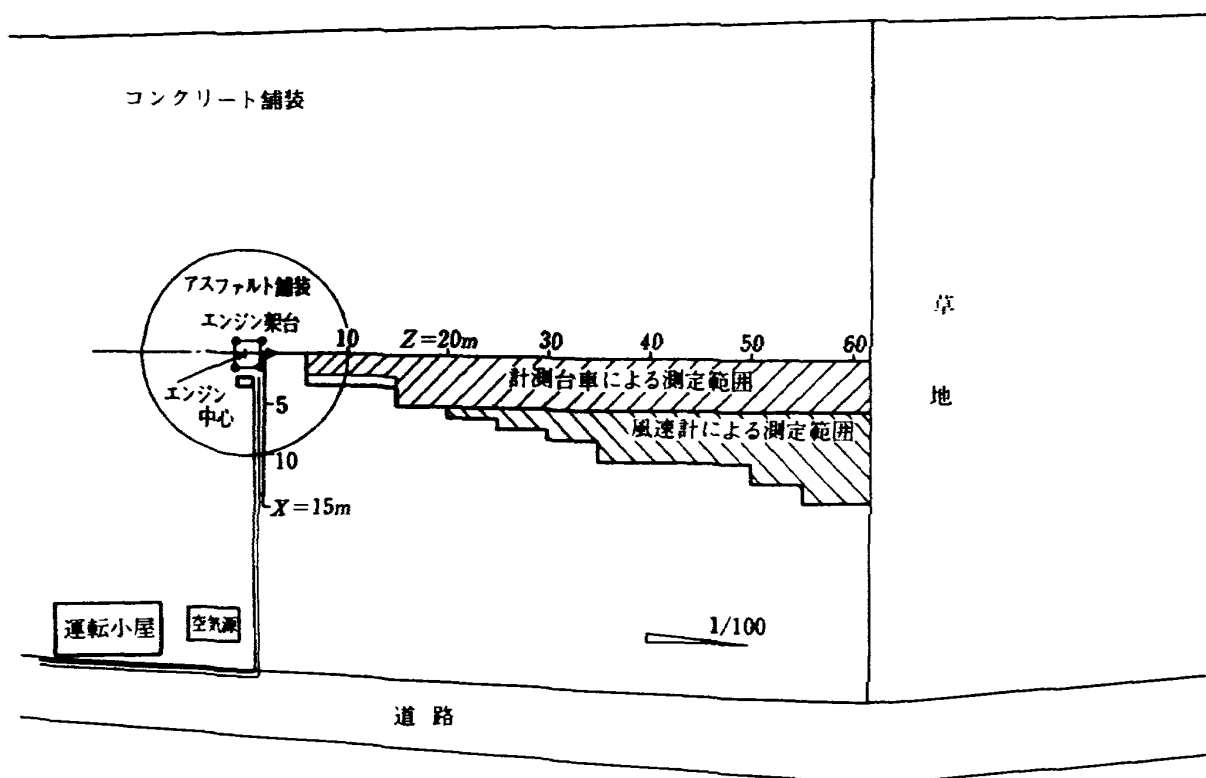 コンクリート舗装
アスファルト舗装
エンジン架台
10 Z=20m 30 40 50 60
計測台車による測定範囲
エンジン
中心
5
風速計による測定範囲
10
X=15m
草
地
運転小屋
空気源
1/100
道路